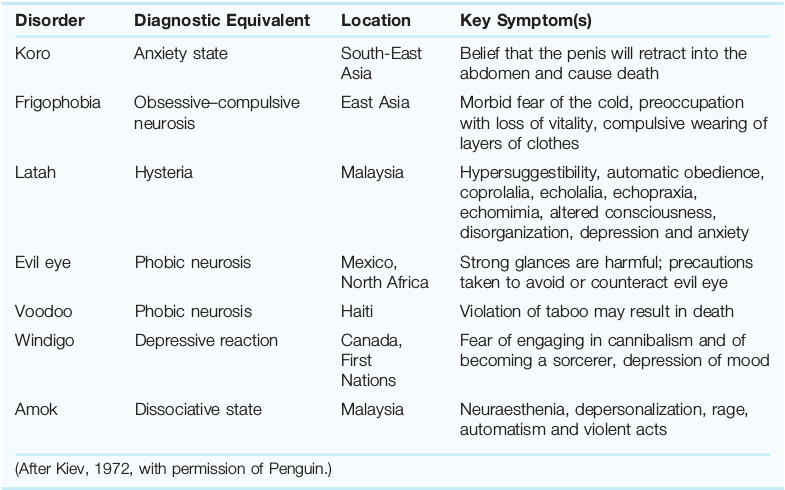 Disorder Diagnostic Equivalent Location Key Symptom(s)
Koro Anxiety state South-East Belief that the penis will retract into the
Asia abdomen and cause death
Frigophobia Obsessive–compulsive East Asia Morbid fear of the cold, preoccupation
neurosis with loss of vitality, compulsive wearing of
layers of clothes
Latah Hysteria Malaysia Hypersuggestibility, automatic obedience,
coprolalia, echolalia, echopraxia,
echomimia, altered consciousness,
disorganization, depression and anxiety
Evil eye Phobic neurosis Mexico, Strong glances are harmful; precautions
North Africa taken to avoid or counteract evil eye
Voodoo Phobic neurosis Haiti Violation of taboo may result in death
Windigo Depressive reaction Canada, Fear of engaging in cannibalism and of
First becoming a sorcerer, depression of mood
Nations
Amok Dissociative state Malaysia Neuraesthenia, depersonalization, rage,
automatism and violent acts
(After Kiev, 1972, with permission of Penguin.)